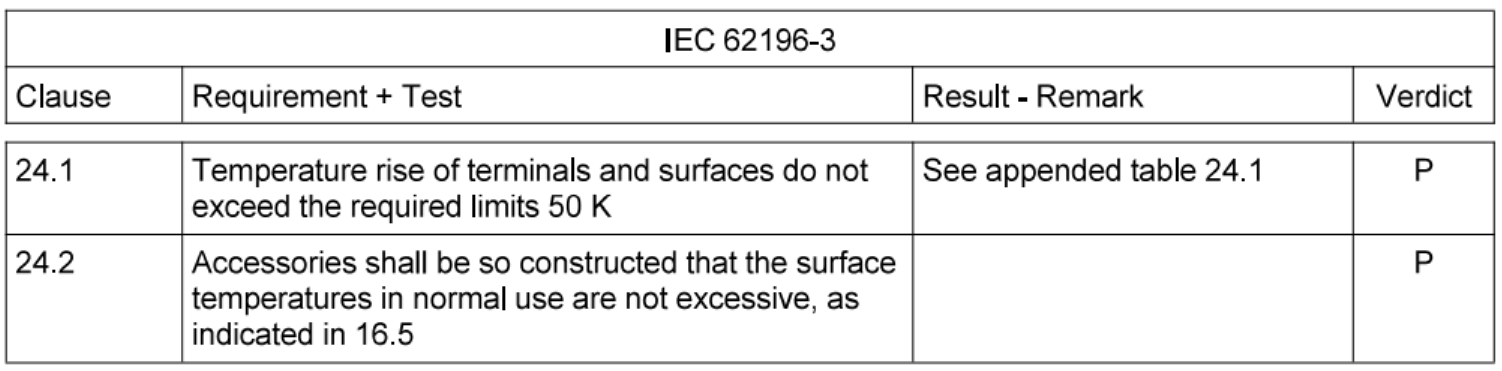 IEC 62196-3
Clause Requirement + Test Result - Remark Verdict
24.1 Temperature rise of terminals and surfaces do not See appended table 24.1 P
exceed the required limits 50 K
24.2 Accessories shall be so constructed that the surface P
temperatures in normal use are not excessive, as
indicated in 16.5